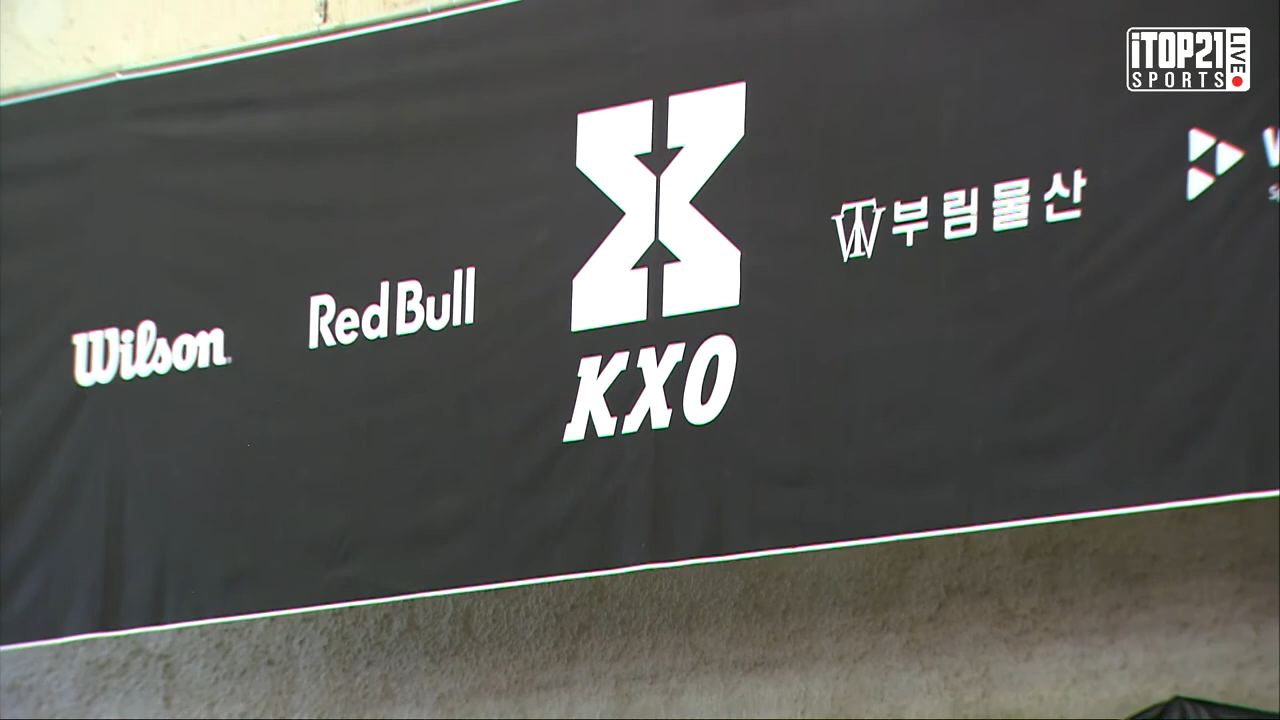 iTOP21
SPORTS
LIVE
Wilson
Red Bull
KXO
부림물산